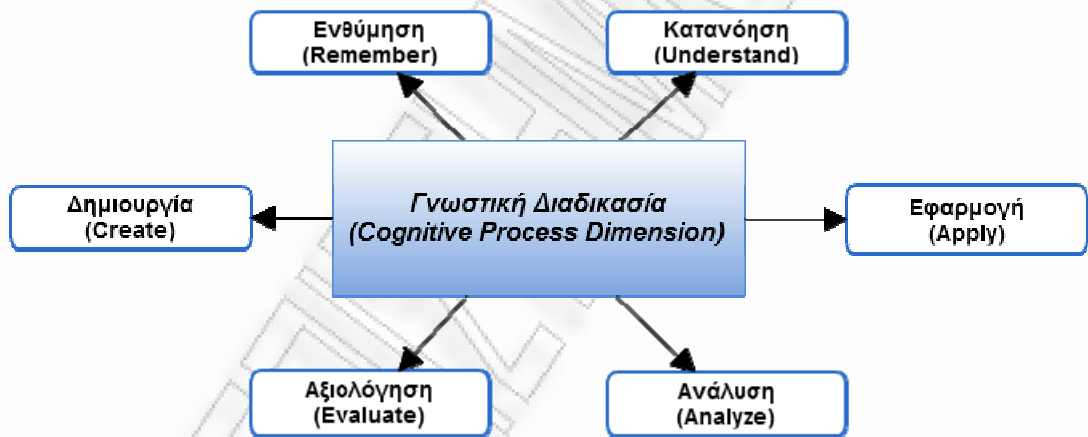 Ενθύμηση
(Remember)
Κατανόηση
(Understand)
Δημιουργία
(Create)
Γνωστική Διαδικασία
(Cognitive Process Dimension)
Εφαρμογή
(Apply)
Αξιολόγηση
(Evaluate)
Ανάλυση
(Analyze)